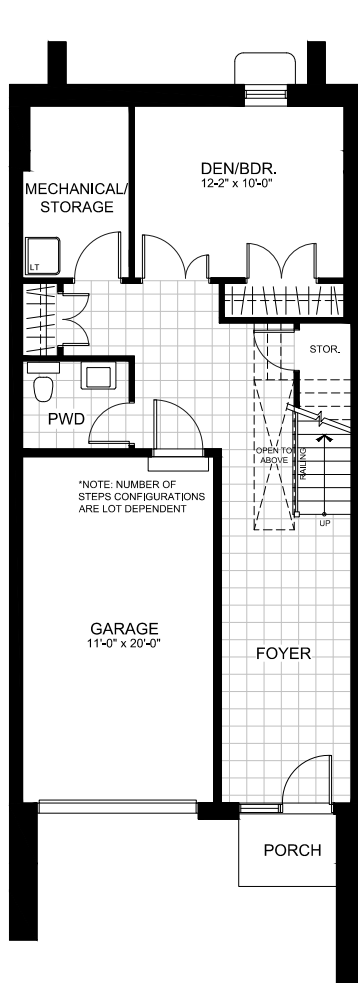 DEN/BDR.
12'-2" x 10'-0"
MECHANICAL/
STORAGE
LT
STOR.
PWD
OPEN TO
ABOVE
RAILING
UP
*NOTE: NUMBER OF
STEPS CONFIGURATIONS
ARE LOT DEPENDENT
GARAGE
11'-0" x 20'-0"
FOYER
PORCH